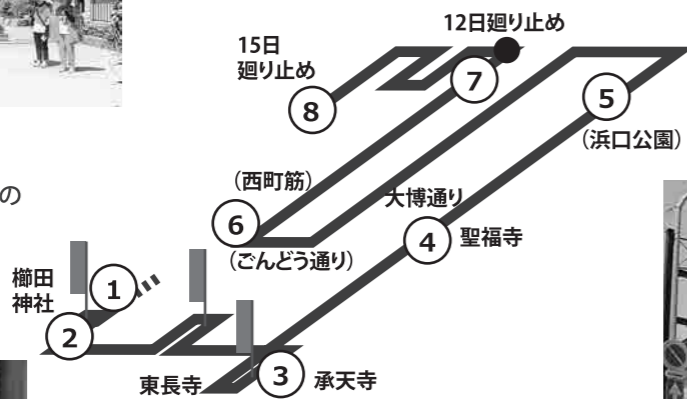 12日廻り止め
15日
廻り止め
7
8
5
(浜口公園)
の
(西町筋)
大博通り
6
4
聖福寺
(ごんどう通り)
櫛田
神社
1
2
東長寺
3
承天寺